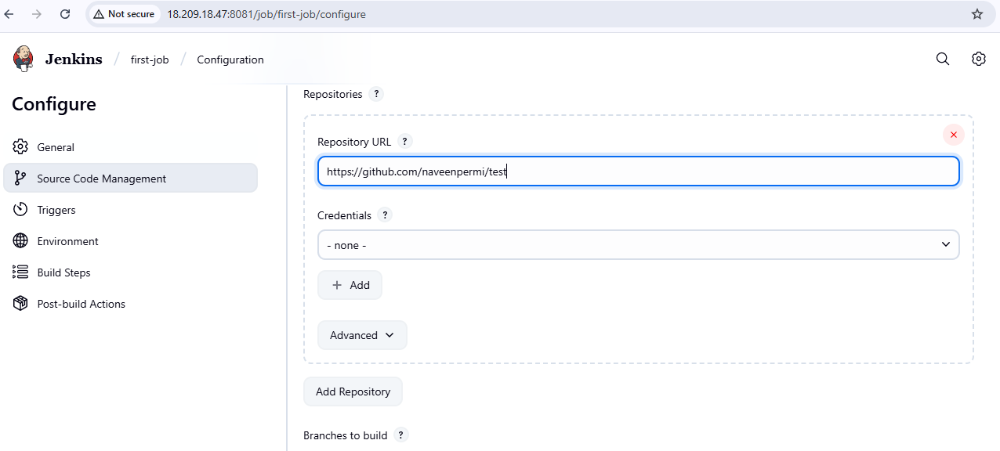 Not secure 18.209.18.47:8081/job/first-job/configure
Jenkins / first-job / Configuration
Configure
General
Source Code Management
Triggers
Environment
Build Steps
Post-build Actions
Repositories ?
Repository URL ?
https://github.com/naveenpermi/test
Credentials ?
- none -
+ Add
Advanced
Add Repository
Branches to build ?